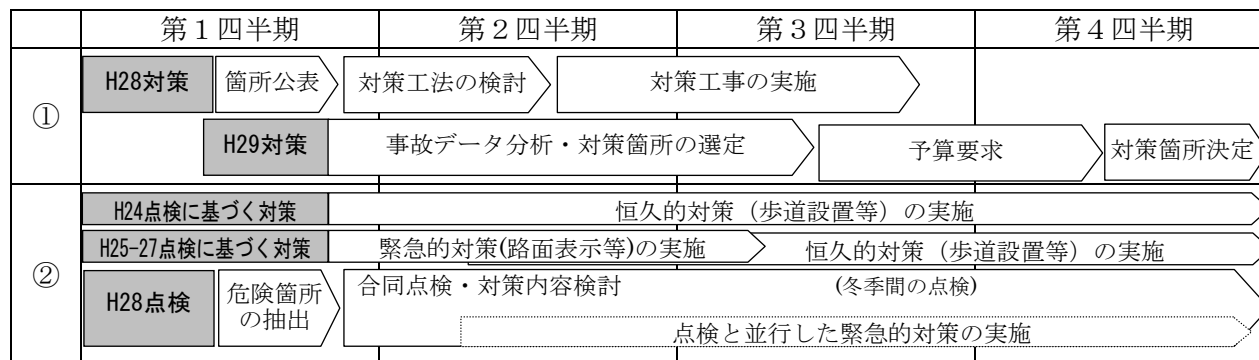 第１四半期 第２四半期 第３四半期 第４四半期
①
H28対策 箇所公表 対策工法の検討 対策工事の実施
H29対策 事故データ分析・対策箇所の選定 予算要求 対策箇所決定
②
H24点検に基づく対策 恒久的対策（歩道設置等）の実施
H25-27点検に基づく対策 緊急的対策(路面表示等)の実施 恒久的対策（歩道設置等）の実施
H28点検 危険箇所
の抽出
合同点検・対策内容検討 (冬季間の点検)
点検と並行した緊急的対策の実施